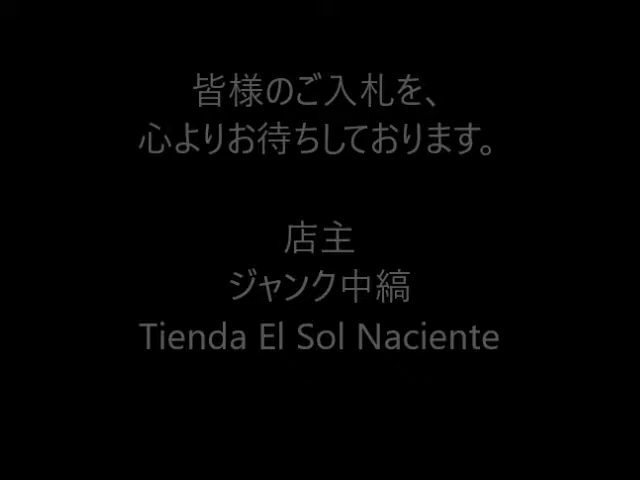 皆様のご入札を、
心よりお待ちしております。
店主
ジャンク中縞
Tienda El Sol Naciente